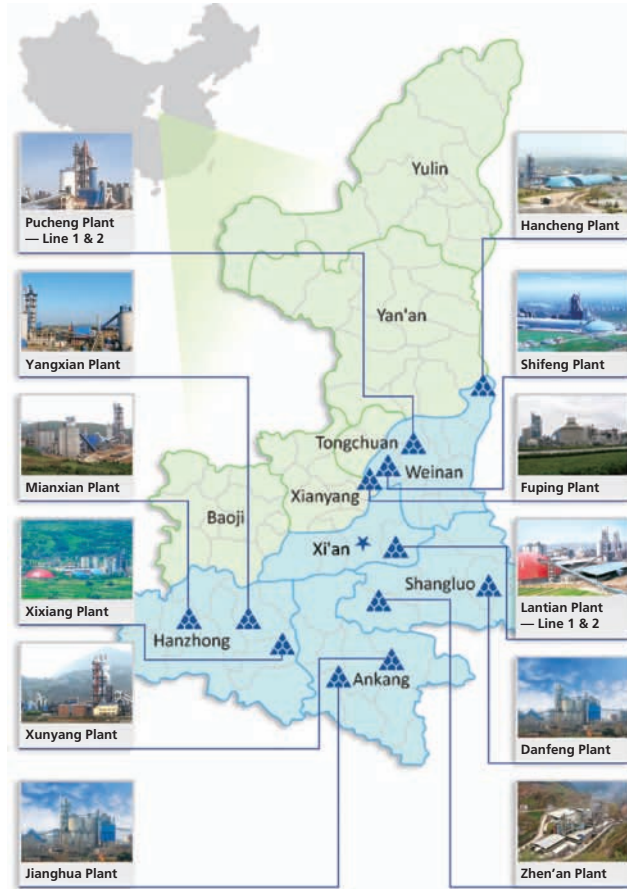 Pucheng Plant
— Line 1 & 2
Yangxian Plant
Mianxian Plant
Xixiang Plant
Xunyang Plant
Jianghua Plant
Yulin
Yan'an
Tongchuan
Weinan
Xianyang
Baoji
Xi'an
Shangluo
Hanzhong
Ankang
Hancheng Plant
Shifeng Plant
Fuping Plant
Lantian Plant
— Line 1 & 2
Danfeng Plant
Zhen'an Plant